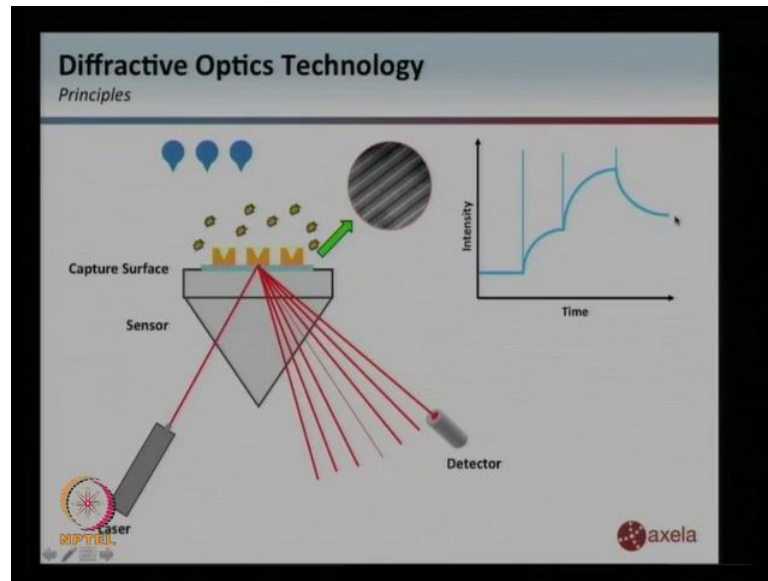 Diffractive Optics Technology
Principles
Capture Surface
Sensor
Laser
Detector
Intensity
Time
NPTEL
axela